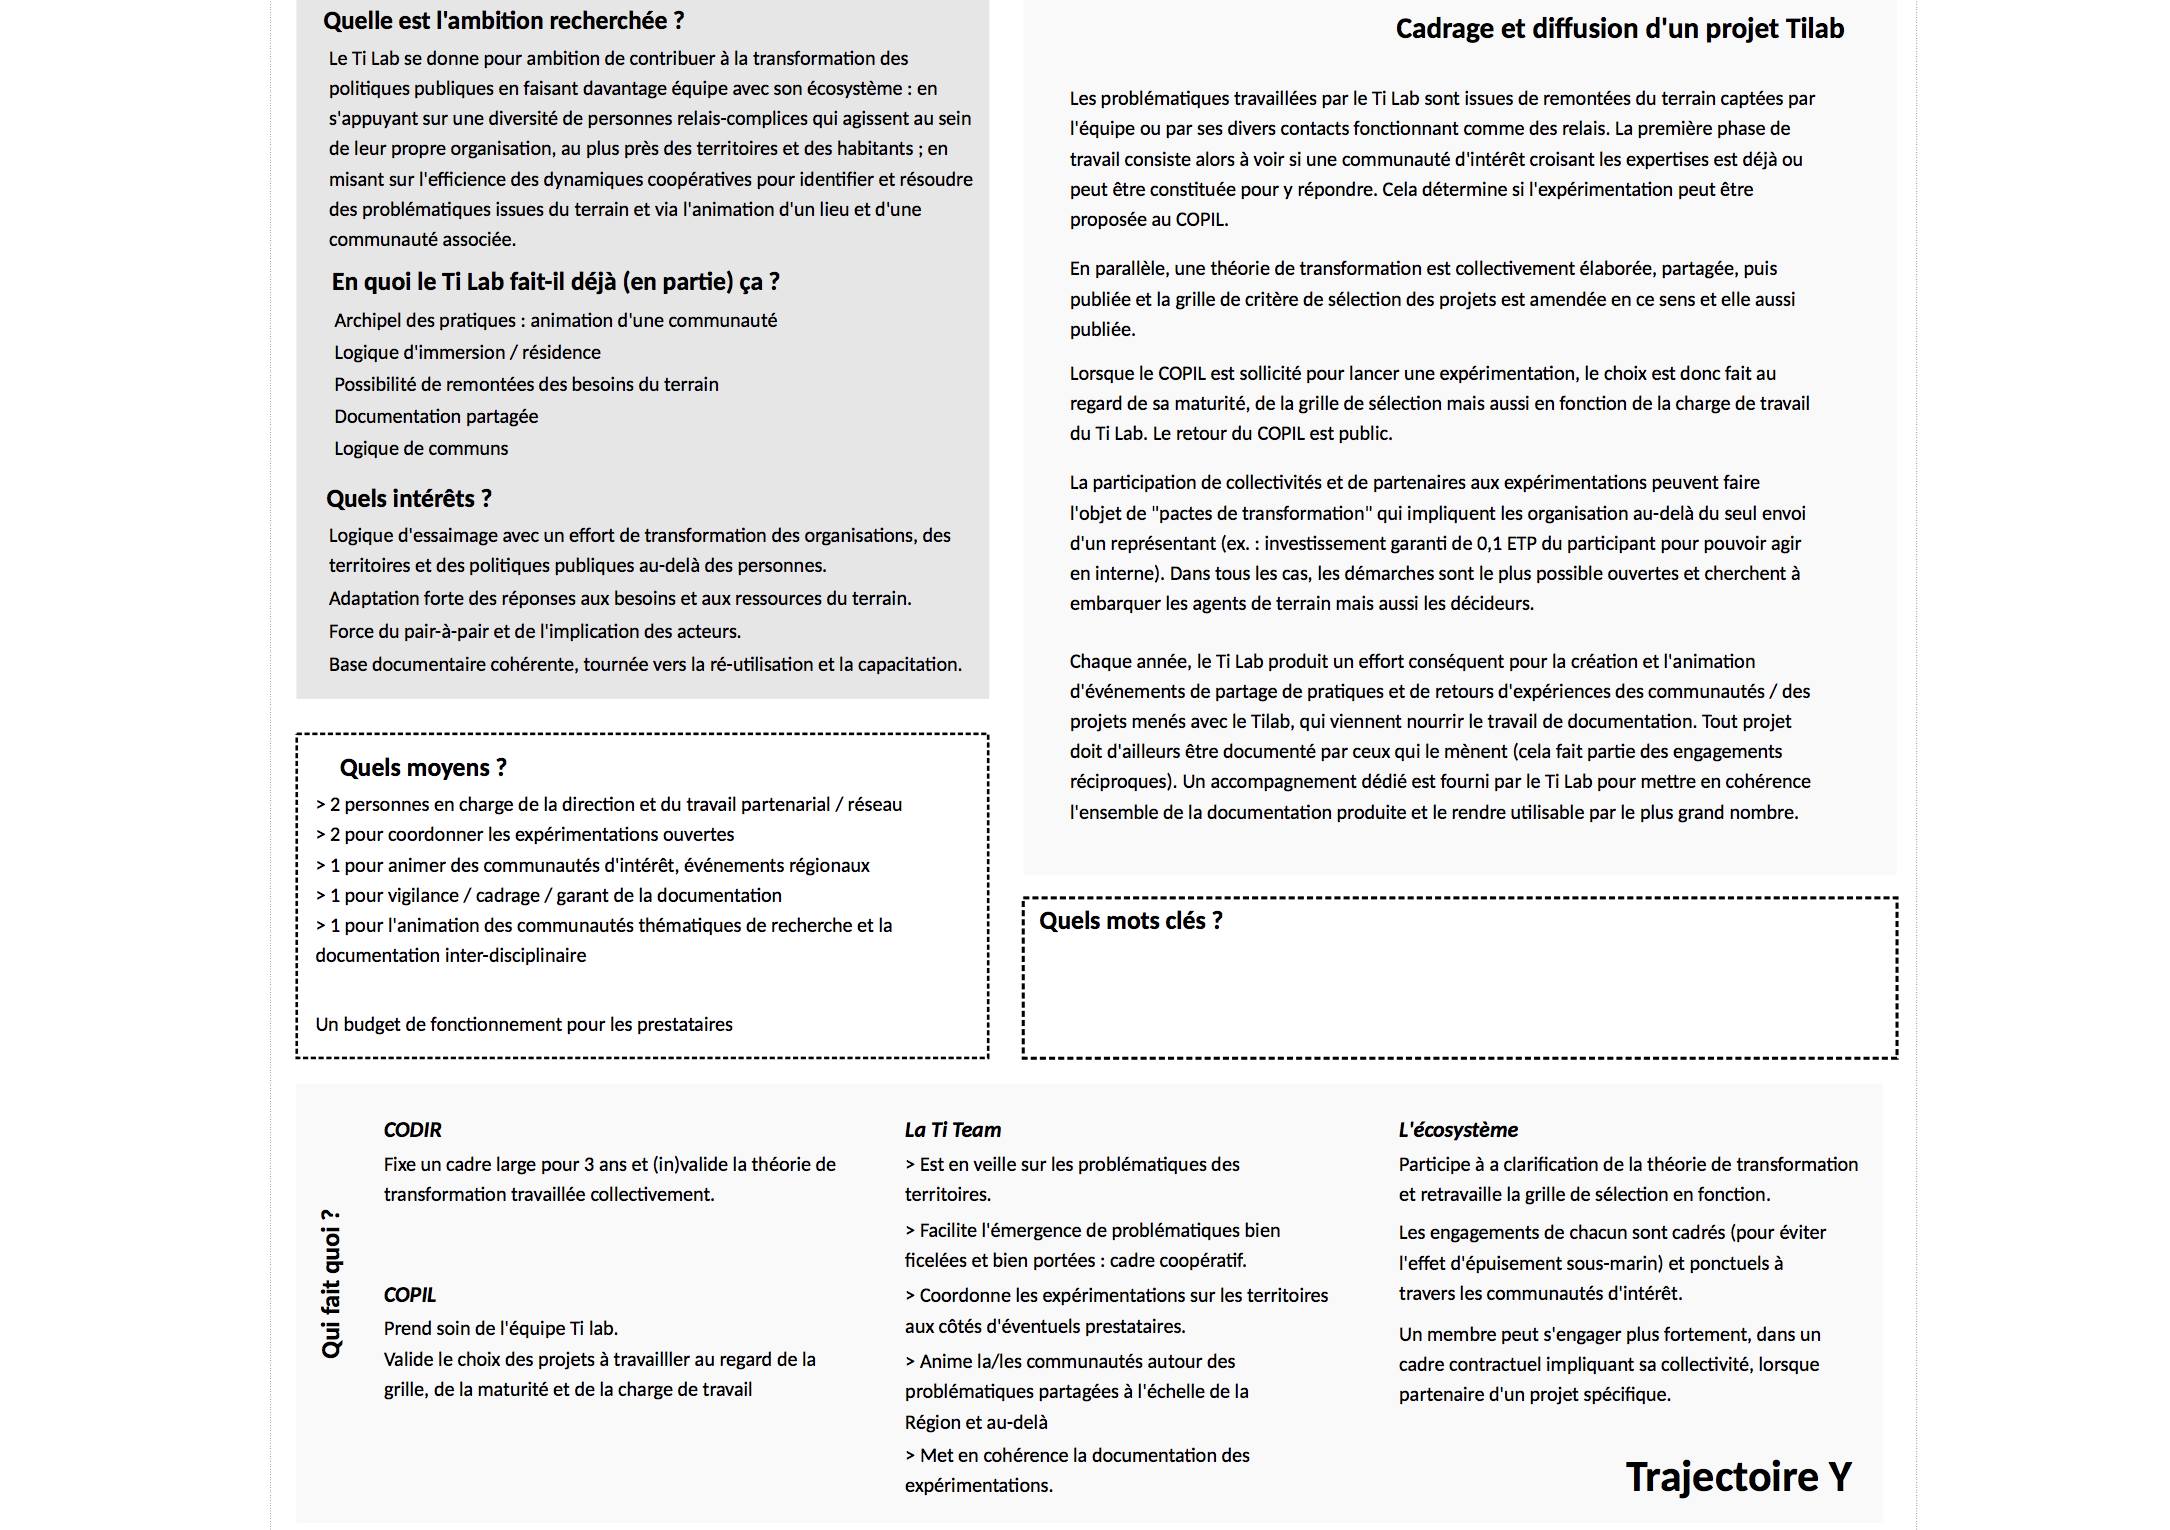 Quelle est l'ambition recherchée ?
Le Ti Lab se donne pour ambition de contribuer à la transformation des
politiques publiques en faisant davantage équipe avec son écosystème : en
s'appuyant sur une diversité de personnes relais-complices qui agissent au sein
de leur propre organisation, au plus près des territoires et des habitants ; en
misant sur l'efficience des dynamiques coopératives pour identifier et résoudre
des problématiques issues du terrain et via l'animation d'un lieu et d'une
communauté associée.
En quoi le Ti Lab fait-il déjà (en partie) ça ?
Archipel des pratiques : animation d'une communauté
Logique d'immersion / résidence
Possibilité de remontées des besoins du terrain
Documentation partagée
Logique de communs
Quels intérêts ?
Logique d'essaimage avec un effort de transformation des organisations, des
territoires et des politiques publiques au-delà des personnes.
Adaptation forte des réponses aux besoins et aux ressources du terrain.
Force du pair-à-pair et de l'implication des acteurs.
Base documentaire cohérente, tournée vers la ré-utilisation et la capacitation.
Quels moyens ?
> 2 personnes en charge de la direction et du travail partenarial / réseau
> 2 pour coordonner les expérimentations ouvertes
> 1 pour animer des communautés d'intérêt, événements régionaux
> 1 pour vigilance / cadrage / garant de la documentation
> 1 pour l'animation des communautés thématiques de recherche et la
documentation inter-disciplinaire
Un budget de fonctionnement pour les prestataires
Cadrage et diffusion d'un projet Tilab
Les problématiques travaillées par le Ti Lab sont issues de remontées du terrain captées par
l'équipe ou par ses divers contacts fonctionnant comme des relais. La première phase de
travail consiste alors à voir si une communauté d'intérêt croisant les expertises est déjà ou
peut être constituée pour y répondre. Cela détermine si l'expérimentation peut être
proposée au COPIL.
En parallèle, une théorie de transformation est collectivement élaborée, partagée, puis
publiée et la grille de critère de sélection des projets est amendée en ce sens et elle aussi
publiée.
Lorsque le COPIL est sollicité pour lancer une expérimentation, le choix est donc fait au
regard de sa maturité, de la grille de sélection mais aussi en fonction de la charge de travail
du Ti Lab. Le retour du COPIL est public.
La participation de collectivités et de partenaires aux expérimentations peuvent faire
l'objet de "pactes de transformation" qui impliquent les organisation au-delà du seul envoi
d'un représentant (ex. : investissement garanti de 0,1 ETP du participant pour pouvoir agir
en interne). Dans tous les cas, les démarches sont le plus possible ouvertes et cherchent à
embarquer les agents de terrain mais aussi les décideurs.
Chaque année, le Ti Lab produit un effort conséquent pour la création et l'animation
d'événements de partage de pratiques et de retours d'expériences des communautés / des
projets menés avec le Tilab, qui viennent nourrir le travail de documentation. Tout projet
doit d'ailleurs être documenté par ceux qui le mènent (cela fait partie des engagements
réciproques). Un accompagnement dédié est fourni par le Ti Lab pour mettre en cohérence
l'ensemble de la documentation produite et le rendre utilisable par le plus grand nombre.
Quels mots clés ?
Qui fait quoi ?
CODIR
Fixe un cadre large pour 3 ans et (in)valide la théorie de
transformation travaillée collectivement.
COPIL
Prend soin de l'équipe Ti lab.
Valide le choix des projets à travailller au regard de la
grille, de la maturité et de la charge de travail
La Ti Team
> Est en veille sur les problématiques des
territoires.
> Facilite l'émergence de problématiques bien
ficelées et bien portées : cadre coopératif.
> Coordonne les expérimentations sur les territoires
aux côtés d'éventuels prestataires.
> Anime la/les communautés autour des
problématiques partagées à l'échelle de la
Région et au-delà
> Met en cohérence la documentation des
expérimentations.
L'écosystème
Participe à a clarification de la théorie de transformation
et retravaille la grille de sélection en fonction.
Les engagements de chacun sont cadrés (pour éviter
l'effet d'épuisement sous-marin) et ponctuels à
travers les communautés d'intérêt.
Un membre peut s'engager plus fortement, dans un
cadre contractuel impliquant sa collectivité, lorsque
partenaire d'un projet spécifique.
Trajectoire Y